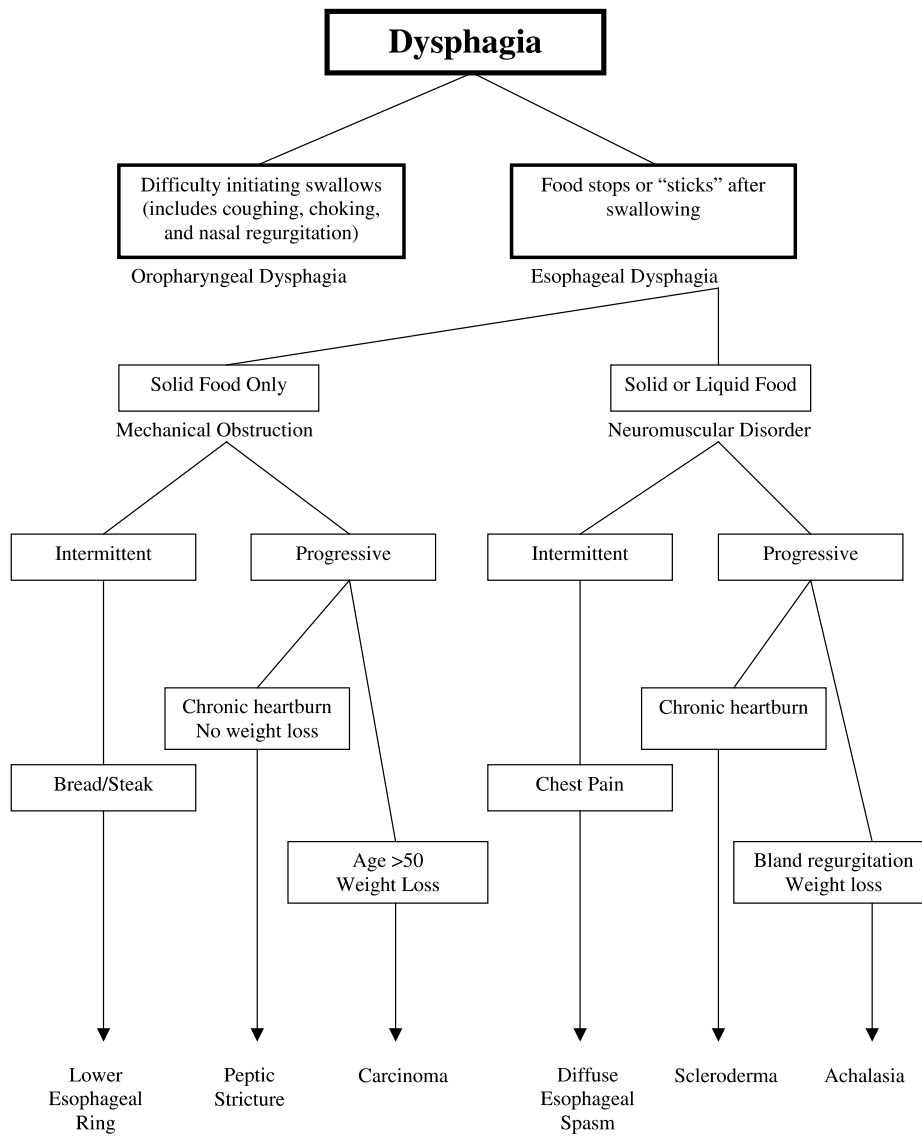 Dysphagia
Difficulty initiating swallows
(includes coughing, choking,
and nasal regurgitation)
Food stops or “sticks” after
swallowing
Oropharyngeal Dysphagia
Esophageal Dysphagia
Solid Food Only
Solid or Liquid Food
Mechanical Obstruction
Neuromuscular Disorder
Intermittent
Progressive
Intermittent
Progressive
Chronic heartburn
No weight loss
Chronic heartburn
Bread/Steak
Chest Pain
Age >50
Weight Loss
Bland regurgitation
Weight loss
Lower
Esophageal
Ring
Peptic
Stricture
Carcinoma
Diffuse
Esophageal
Spasm
Scleroderma
Achalasia